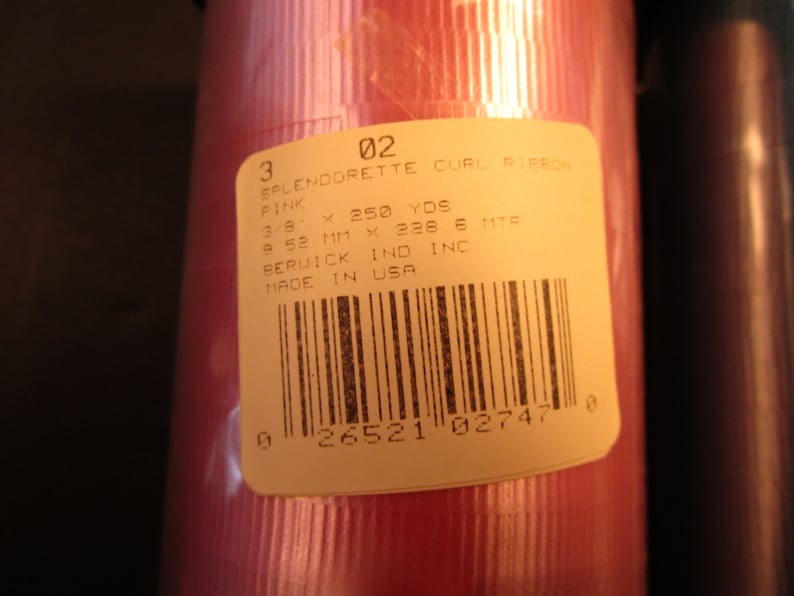 3 02
SPLENDORETTE CURL RIBBON
PINK
3/8" X 250 YDS
9.52 MM X 228.6 MTR
BERWICK IND INC
MADE IN USA
0 26521 02747 0